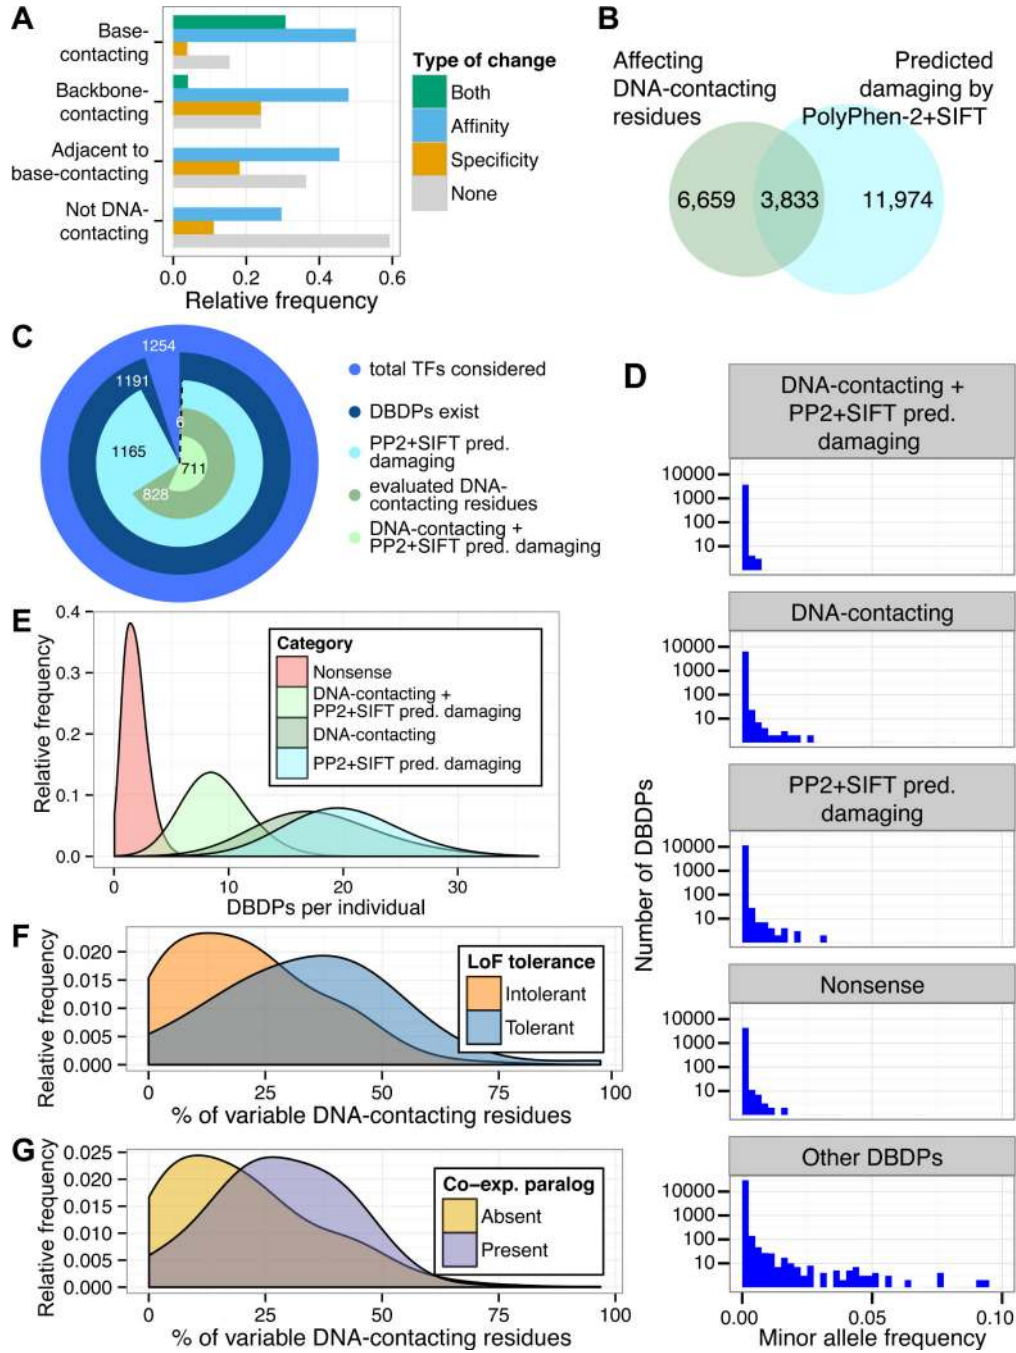 A
Base-
contacting
Backbone-
contacting
Adjacent to
base-contacting
Not DNA-
contacting
0.0
0.2
0.4
0.6
Relative frequency
Type of change
Both
Affinity
Specificity
None
B
Affecting
DNA-contacting
residues
Predicted
damaging by
PolyPhen-2+SIFT
6,659
3,833
11,974
C
1254
1191
1165
828
6
711
total TFs considered
DBDPs exist
PP2+SIFT pred.
damaging
evaluated DNA-
contacting residues
DNA-contacting +
PP2+SIFT pred. damaging
D
DNA-contacting +
PP2+SIFT pred.
damaging
10000
1000
100
10
DNA-contacting
10000
1000
100
10
PP2+SIFT pred.
damaging
10000
1000
100
10
Nonsense
10000
1000
100
10
Other DBDPs
10000
1000
100
10
Number of DBDPs
0.00
0.05
0.10
Minor allele frequency
E
0.4
0.3
0.2
0.1
0.0
Relative frequency
0
10
20
30
DBDPs per individual
Category
Nonsense
DNA-contacting +
PP2+SIFT pred. damaging
DNA-contacting
PP2+SIFT pred. damaging
F
0.020
0.015
0.010
0.005
0.000
Relative frequency
0
25
50
75
100
% of variable DNA-contacting residues
LoF tolerance
Intolerant
Tolerant
G
0.025
0.020
0.015
0.010
0.005
0.000
Relative frequency
0
25
50
75
100
% of variable DNA-contacting residues
Co–exp. paralog
Absent
Present